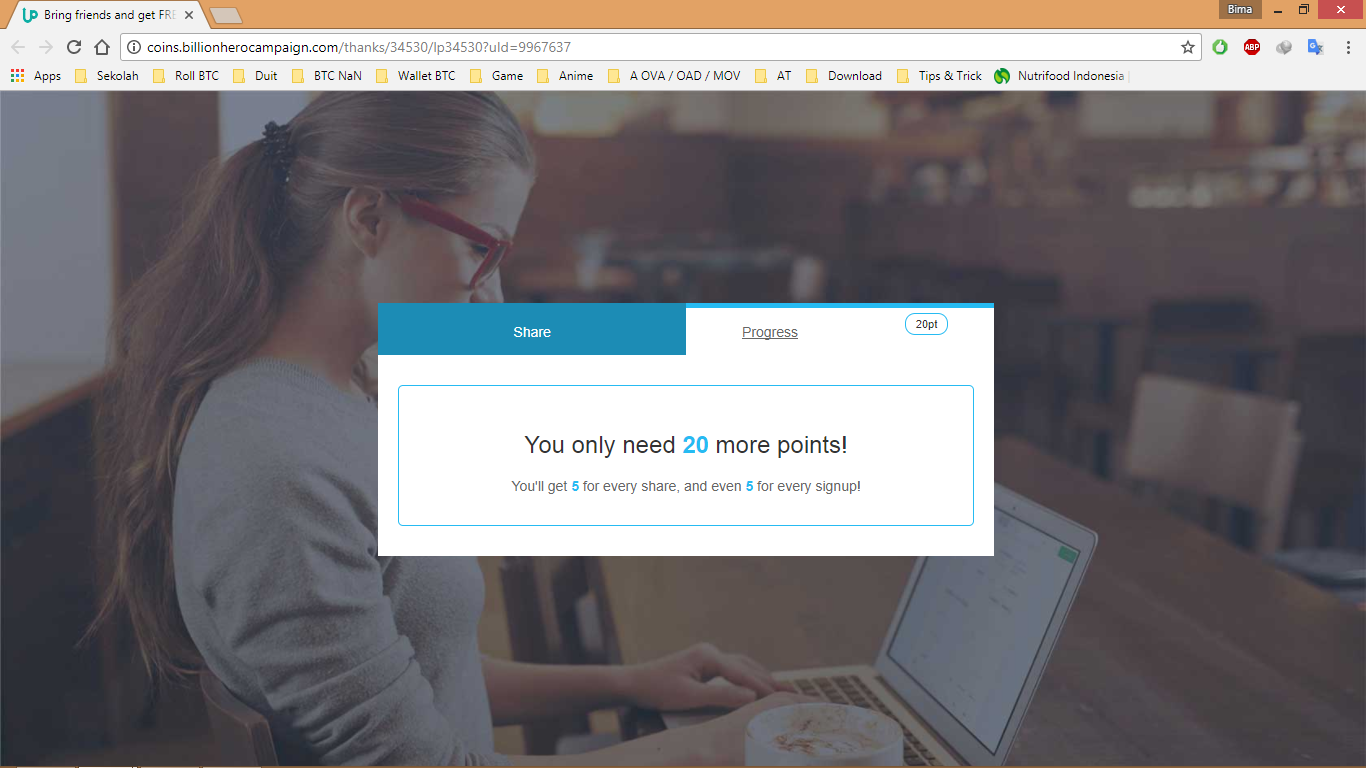 Bring friends and get FRE
Bima
coins.billionherocampaign.com/thanks/34530/lp34530?uId=9967637
ABP
Apps Sekolah Roll BTC Duit BTC NaN Wallet BTC Game Anime A OVA / OAD / MOV AT Download Tips & Trick Nutrifood Indonesia
Share
Progress
20pt
You only need 20 more points!
You'll get 5 for every share, and even 5 for every signup!